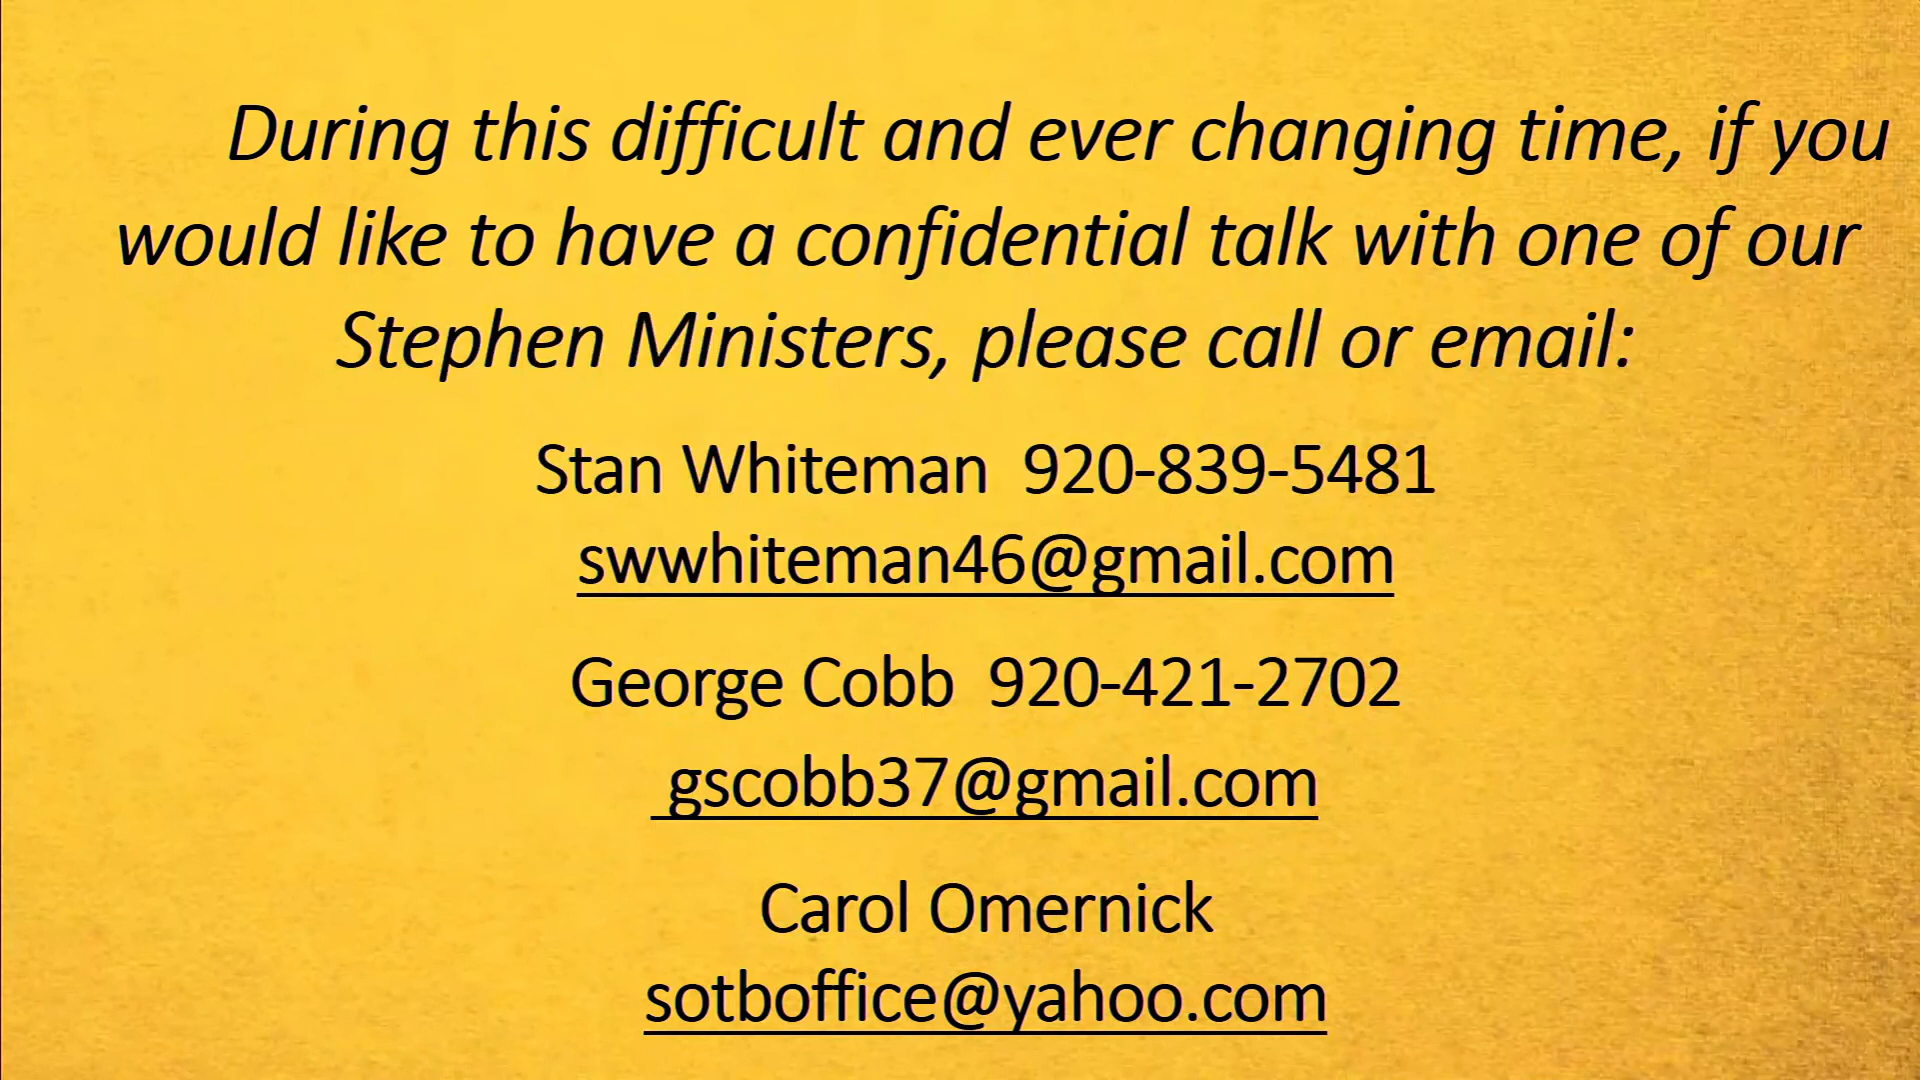 During this difficult and ever changing time, if you
would like to have a confidential talk with one of our
Stephen Ministers, please call or email:
Stan Whiteman 920-839-5481
swwhiteman46@gmail.com
George Cobb 920-421-2702
gscobb37@gmail.com
Carol Omernick
sotboffice@yahoo.com